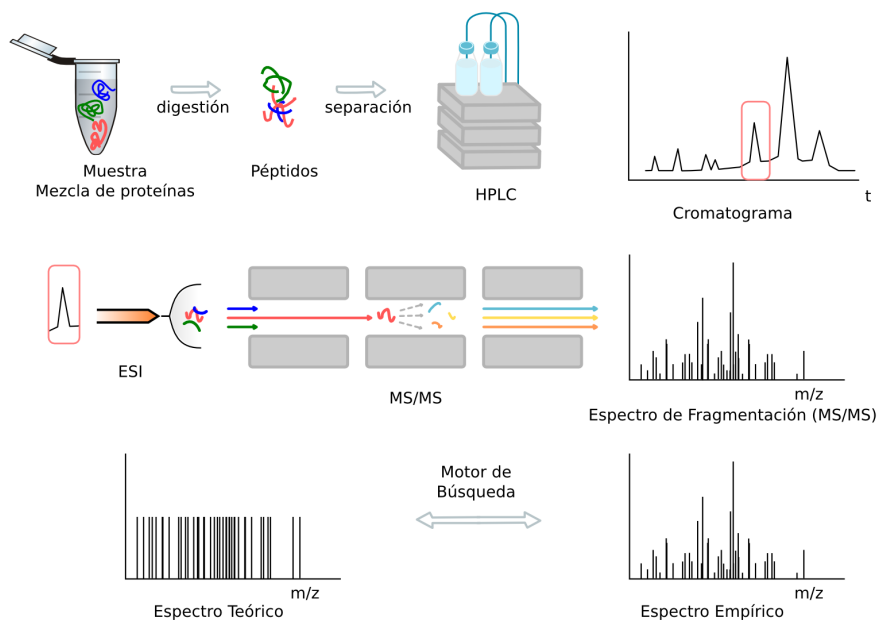 digestión
separación
Muestra
Mezcla de proteínas
Péptidos
HPLC
t
Cromatograma
ESI
MS/MS
m/z
Espectro de Fragmentación (MS/MS)
Motor de
Búsqueda
m/z
Espectro Teórico
m/z
Espectro Empírico